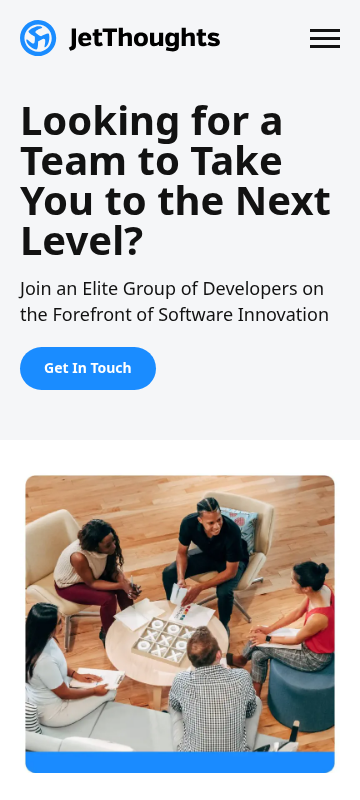 JetThoughts
Looking for a
Team to Take
You to the Next
Level?
Join an Elite Group of Developers on
the Forefront of Software Innovation
Get In Touch